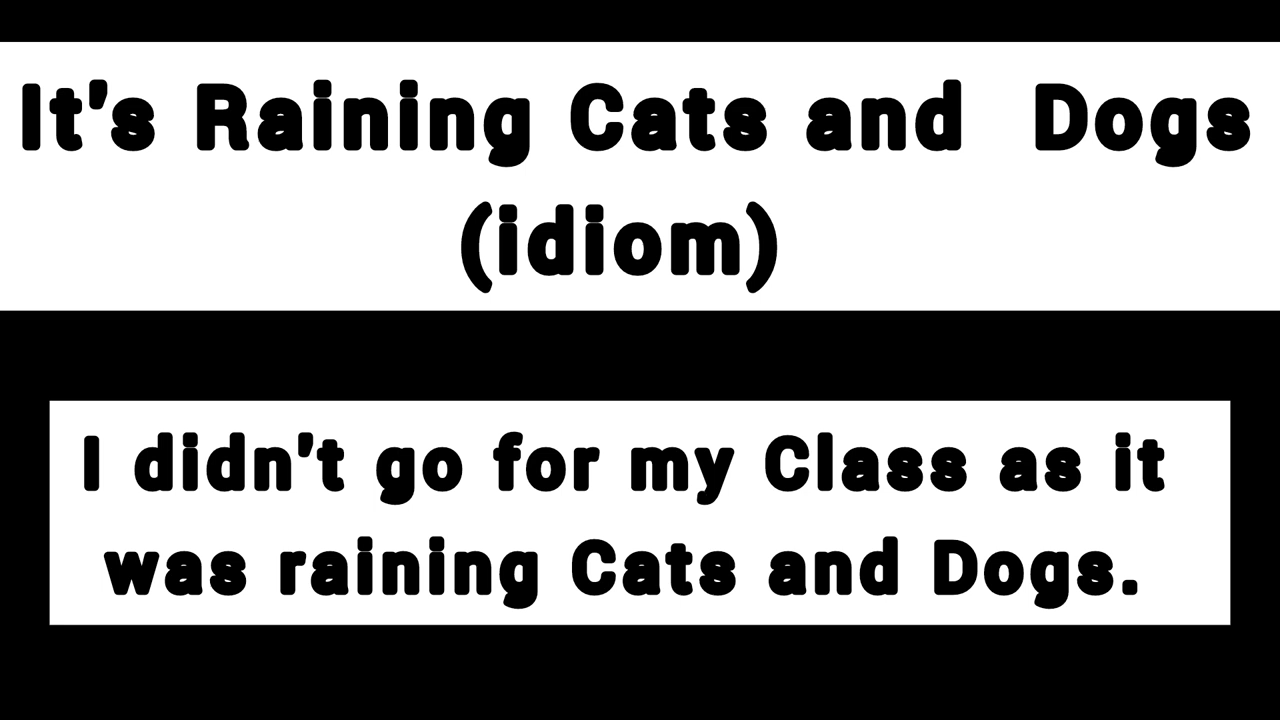 It's Raining Cats and Dogs
(idiom)
I didn't go for my Class as it
was raining Cats and Dogs.